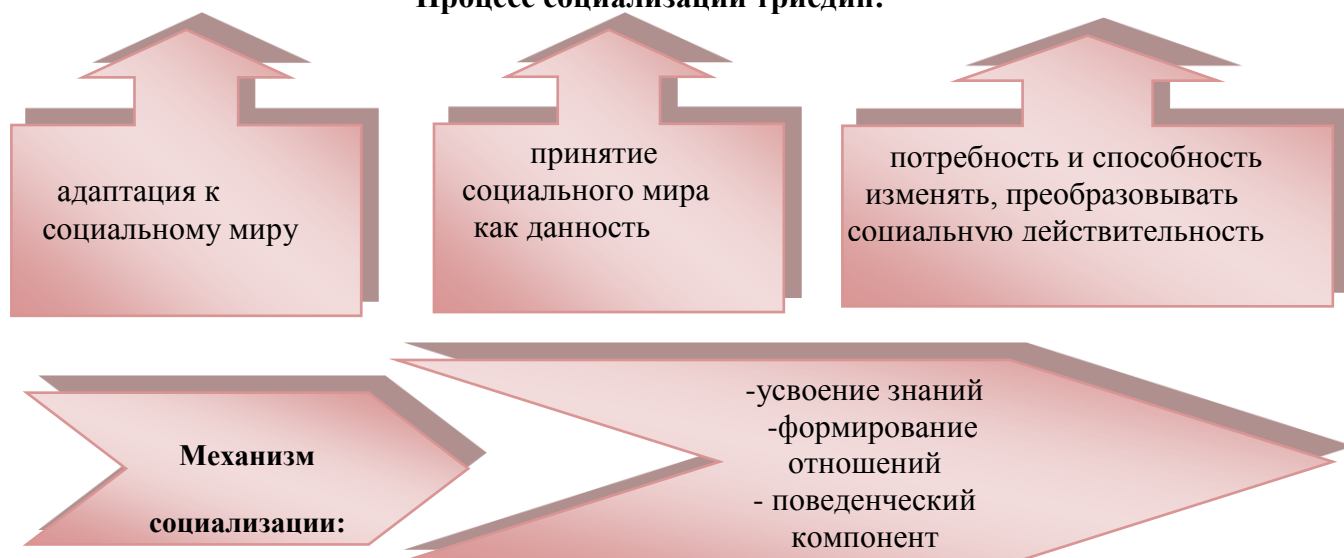 Процесс социализации триедин:
адаптация к
социальному миру
принятие
социального мира
как данность
потребность и способность
изменять, преобразовывать
социальную действительность
Механизм
социализации:
-усвоение знаний
-формирование
отношений
- поведенческий
компонент